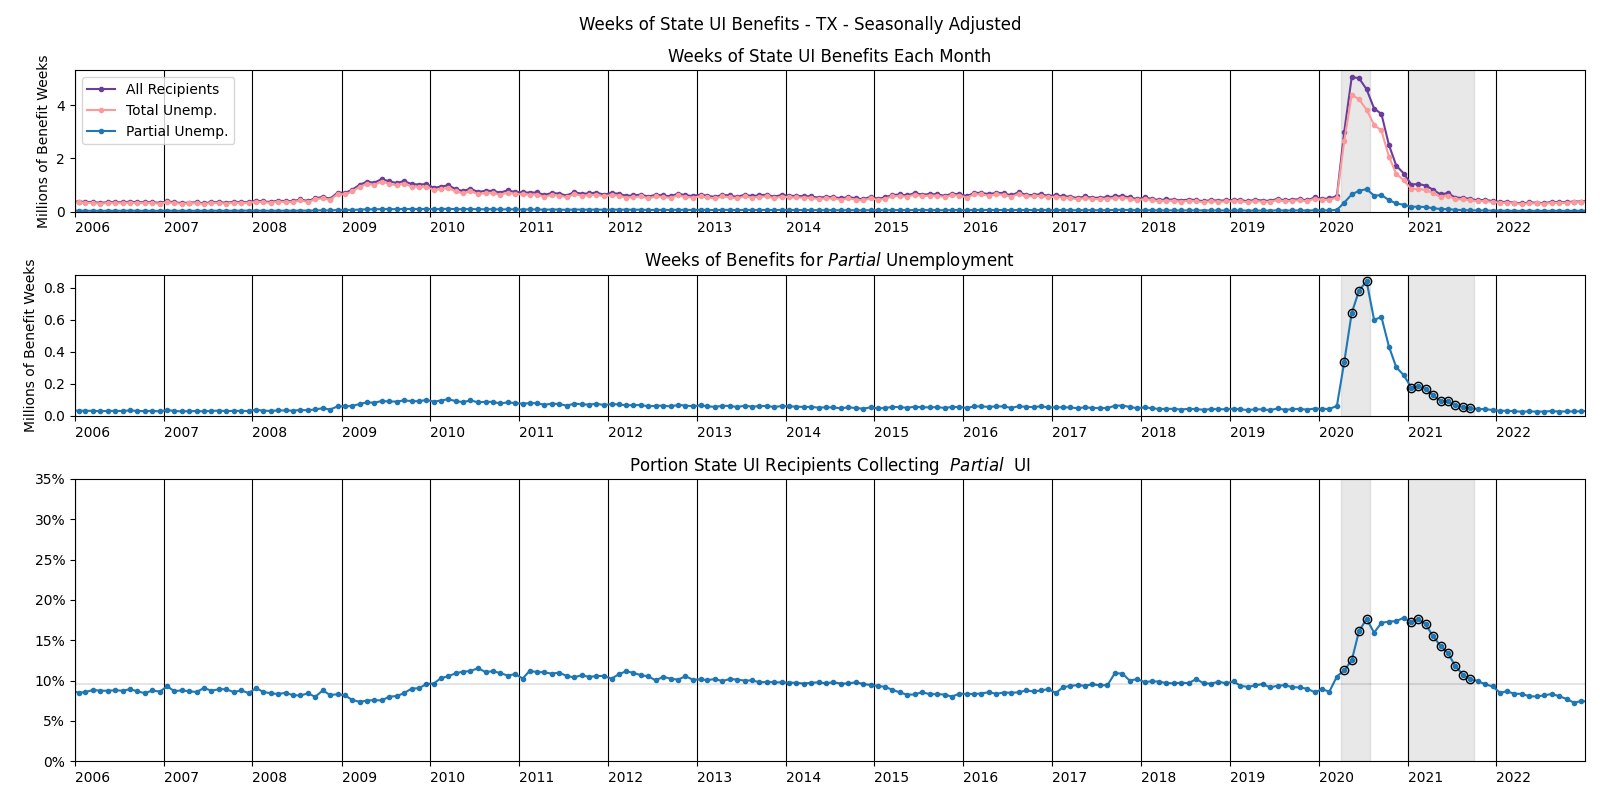 Weeks of State UI Benefits - TX - Seasonally Adjusted
Weeks of State UI Benefits Each Month
Millions of Benefit Weeks
4
2
0
All Recipients
Total Unemp.
Partial Unemp.
2006 2007 2008 2009 2010 2011 2012 2013 2014 2015 2016 2017 2018 2019 2020 2021 2022
Weeks of Benefits for Partial Unemployment
Millions of Benefit Weeks
0.8
0.6
0.4
0.2
0.0
2006 2007 2008 2009 2010 2011 2012 2013 2014 2015 2016 2017 2018 2019 2020 2021 2022
Portion State UI Recipients Collecting Partial UI
35%
30%
25%
20%
15%
10%
5%
0%
2006 2007 2008 2009 2010 2011 2012 2013 2014 2015 2016 2017 2018 2019 2020 2021 2022